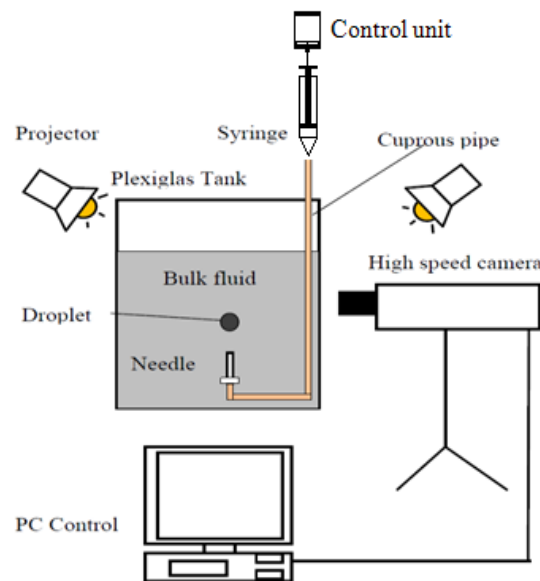 Control unit
Projector
Syringe
Cuprous pipe
Plexiglas Tank
High speed camera
Bulk fluid
Droplet
Needle
PC Control